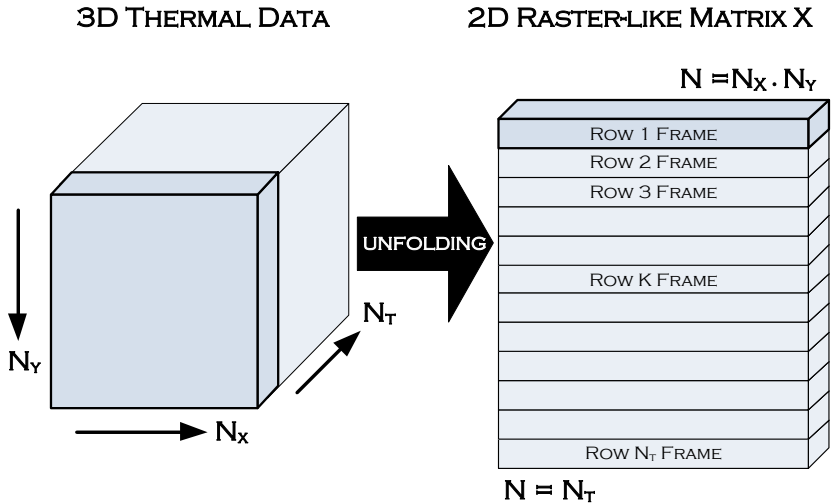 3D Thermal Data
2D Raster-like Matrix X
N = Nx . NY
Row 1 Frame
Row 2 Frame
Row 3 Frame
UNFOLDING
Row K Frame
NT
NY
NX
Row NT Frame
N = NT